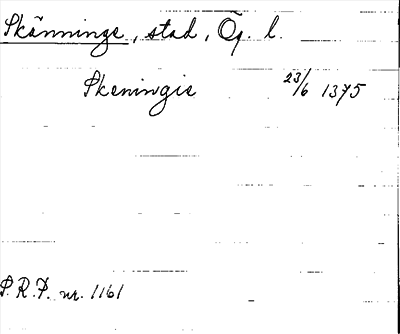 Skänninge, stad, Ög. l.
Skeningie 23/6 1375
S.R.P. nr. 1161